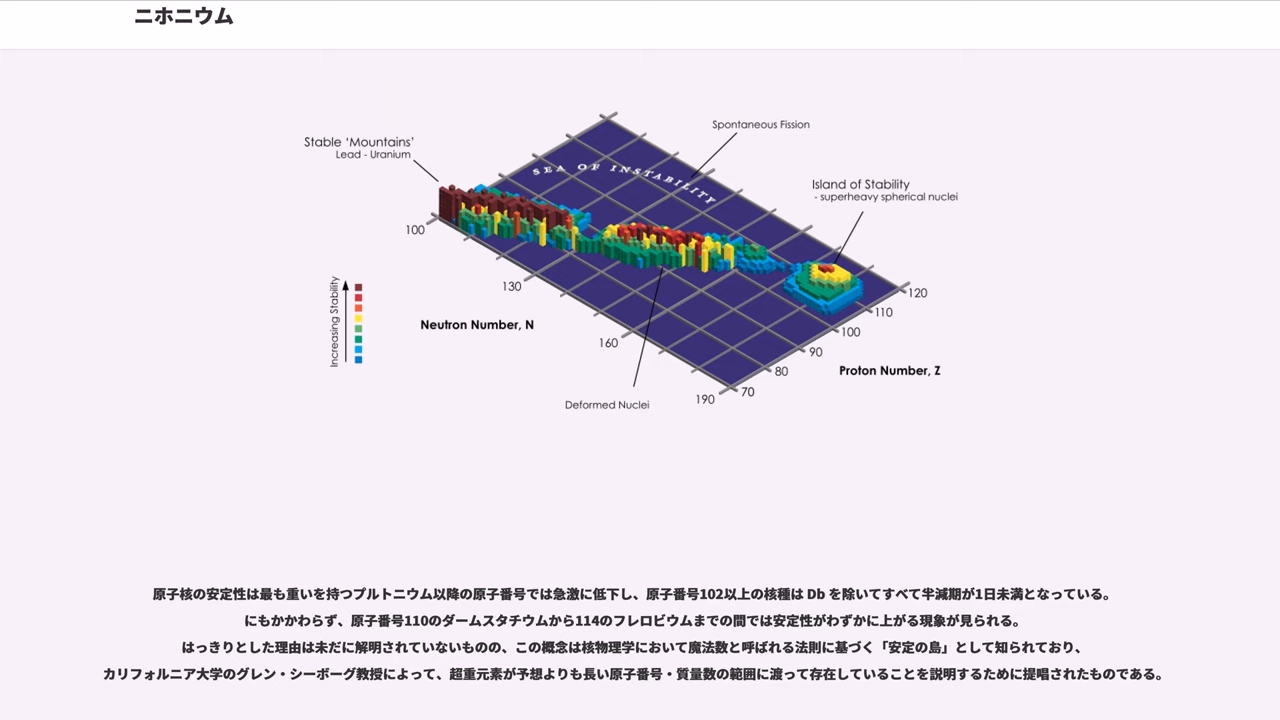 ニホニウム
Spontaneous Fission
Stable ‘Mountains’
Lead - Uranium
SEA OF INSTABILITY
Island of Stability
- superheavy spherical nuclei
100
130
160
190
Increasing Stability
Neutron Number, N
120
110
100
90
80
70
Proton Number, Z
Deformed Nuclei
原子核の安定性は最も重いを持つプルトニウム以降の原子番号では急激に低下し、原子番号102以上の核種は Db を除いてすべて半減期が1日未満となっている。
にもかかわらず、原子番号110のダームスタチウムから114のフレロビウムまでの間では安定性がわずかに上がる現象が見られる。
はっきりとした理由は未だに解明されていないものの、この概念は核物理学において魔法数と呼ばれる法則に基づく「安定の島」として知られており、
カリフォルニア大学のグレン・シーボーグ教授によって、超重元素が予想よりも長い原子番号・質量数の範囲に渡って存在していることを説明するために提唱されたものである。